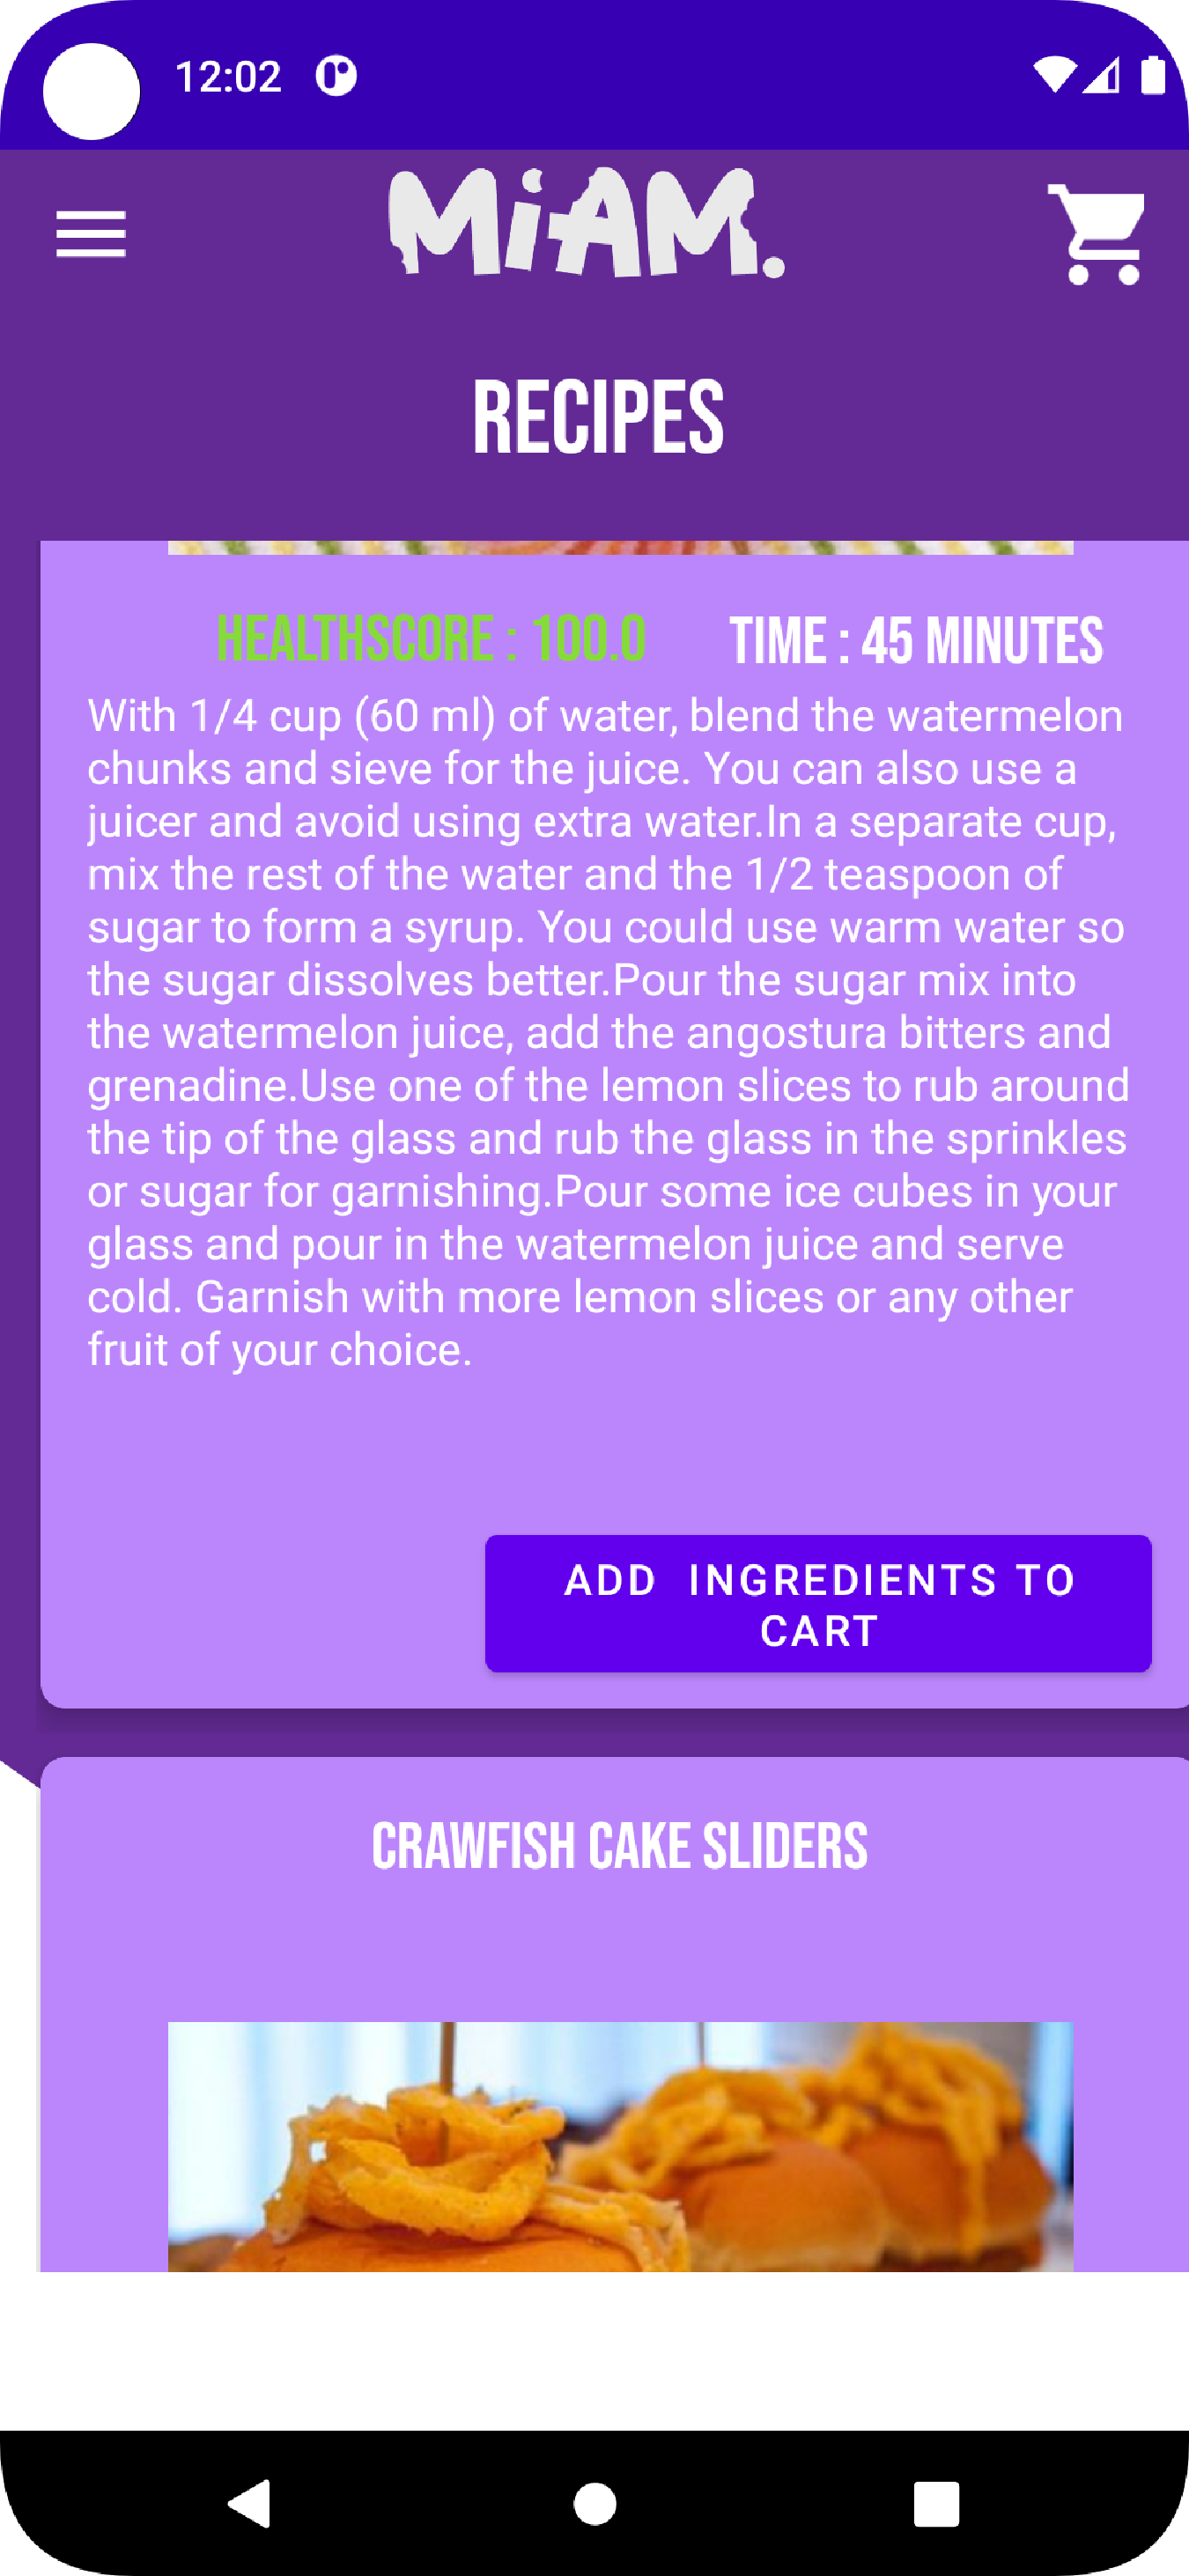 12:02
MiAM.
RECIPES
HEALTHSCORE : 100.0 TIME : 45 MINUTES
With 1/4 cup (60 ml) of water, blend the watermelon
chunks and sieve for the juice. You can also use a
juicer and avoid using extra water.In a separate cup,
mix the rest of the water and the 1/2 teaspoon of
sugar to form a syrup. You could use warm water so
the sugar dissolves better.Pour the sugar mix into
the watermelon juice, add the angostura bitters and
grenadine.Use one of the lemon slices to rub around
the tip of the glass and rub the glass in the sprinkles
or sugar for garnishing.Pour some ice cubes in your
glass and pour in the watermelon juice and serve
cold. Garnish with more lemon slices or any other
fruit of your choice.
ADD  INGREDIENTS TO
CART
CRAWFISH CAKE SLIDERS